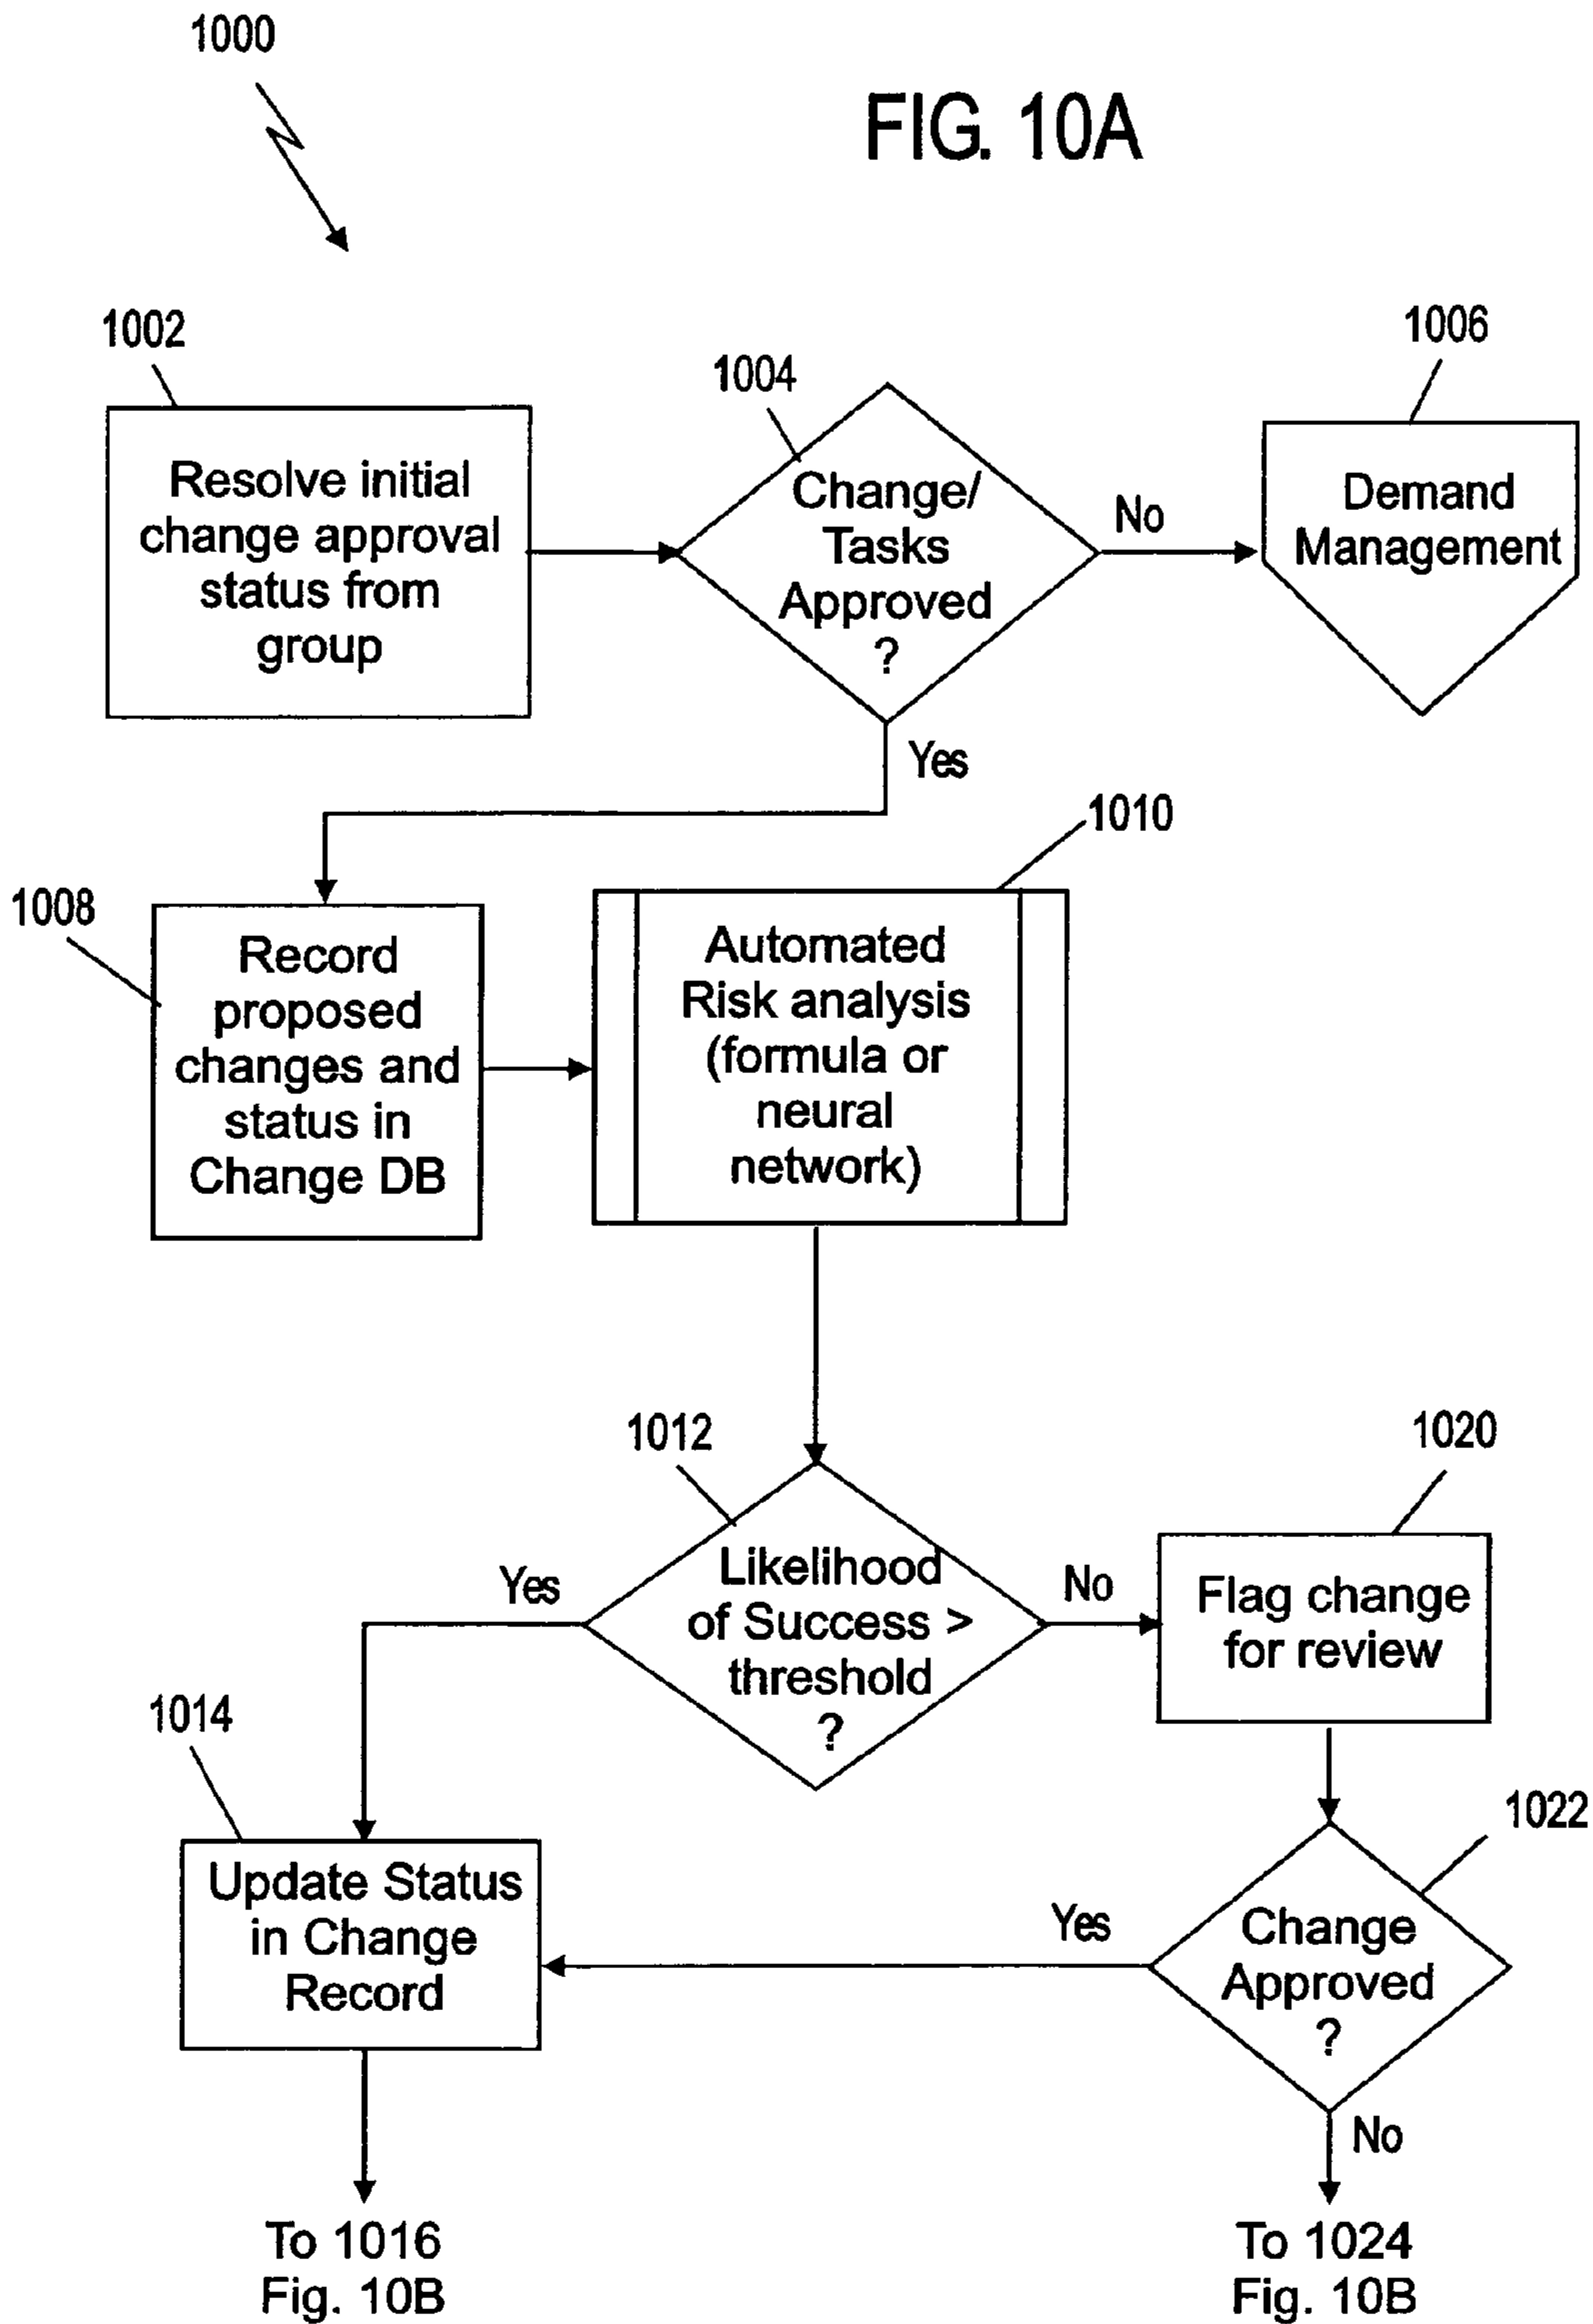 1000
FIG. 10A
1002
Resolve initial
change approval
status from
group
1004
Change/
Tasks
Approved
?
No
1006
Demand
Management
Yes
1008
Record
proposed
changes and
status in
Change DB
1010
Automated
Risk analysis
(formula or
neural
network)
1012
Likelihood
of Success >
threshold
?
Yes
No
1020
Flag change
for review
1014
Update Status
in Change
Record
1022
Change
Approved
?
Yes
No
To 1016
Fig. 10B
To 1024
Fig. 10B